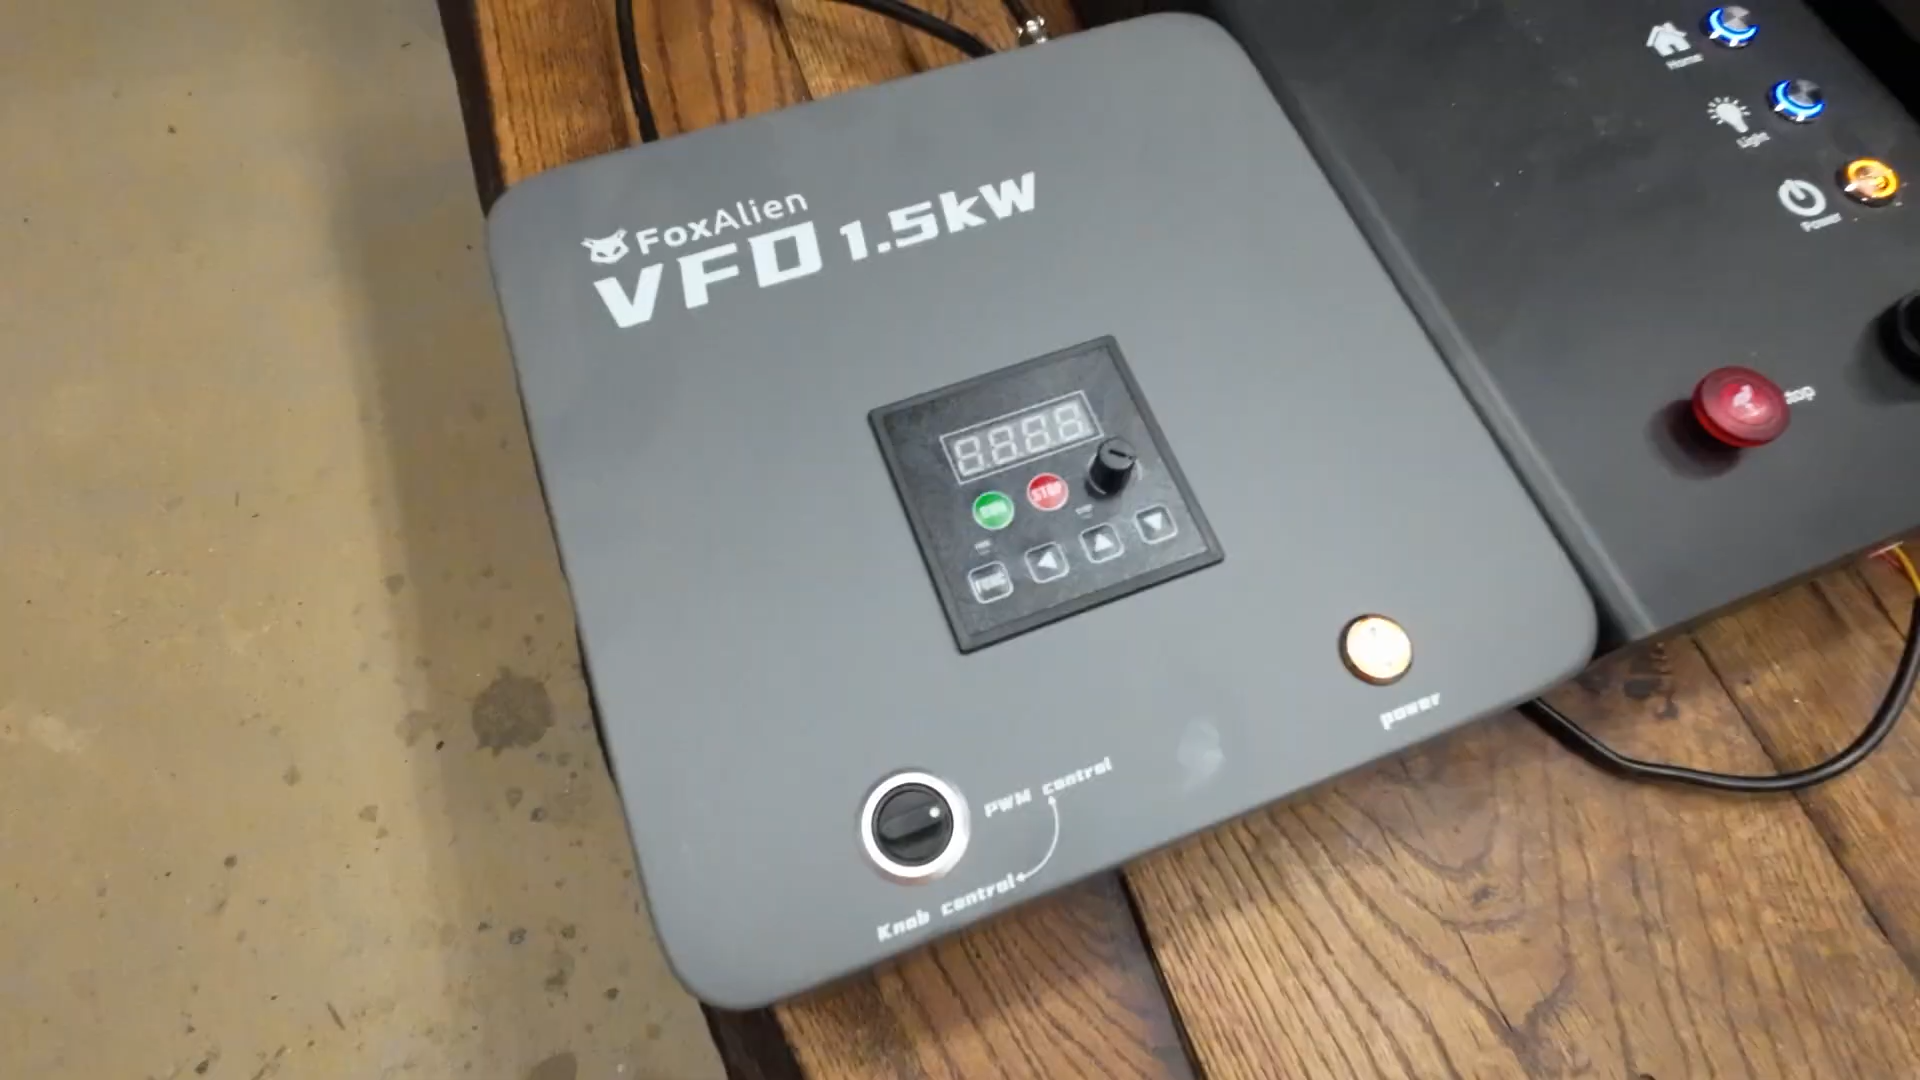 FoxAlien
VFD 1.5kW
8.8.8.8
RUN
STOP
FUNC
power
PWM control
Knob control
Home
Light
Power